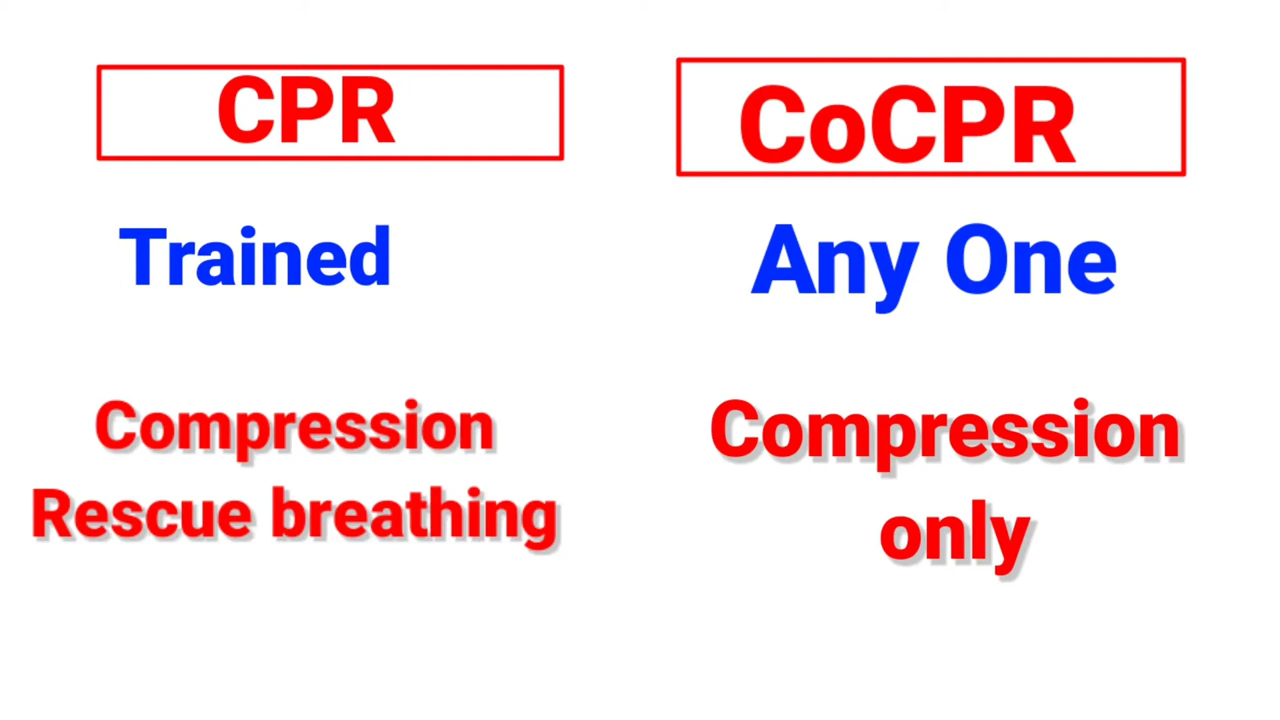 CPR
Trained
Compression
Rescue breathing
CoCPR
Any One
Compression
only